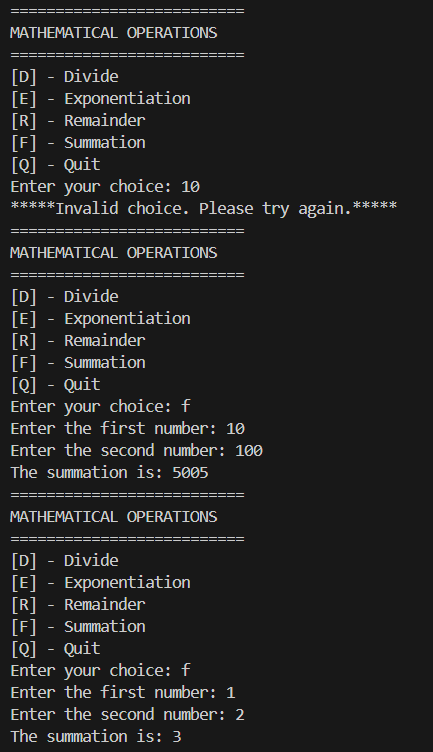 ==========================
MATHEMATICAL OPERATIONS
==========================
[D] - Divide
[E] - Exponentiation
[R] - Remainder
[F] - Summation
[Q] - Quit
Enter your choice: 10
*****Invalid choice. Please try again.*****
==========================
MATHEMATICAL OPERATIONS
==========================
[D] - Divide
[E] - Exponentiation
[R] - Remainder
[F] - Summation
[Q] - Quit
Enter your choice: f
Enter the first number: 10
Enter the second number: 100
The summation is: 5005
==========================
MATHEMATICAL OPERATIONS
==========================
[D] - Divide
[E] - Exponentiation
[R] - Remainder
[F] - Summation
[Q] - Quit
Enter your choice: f
Enter the first number: 1
Enter the second number: 2
The summation is: 3